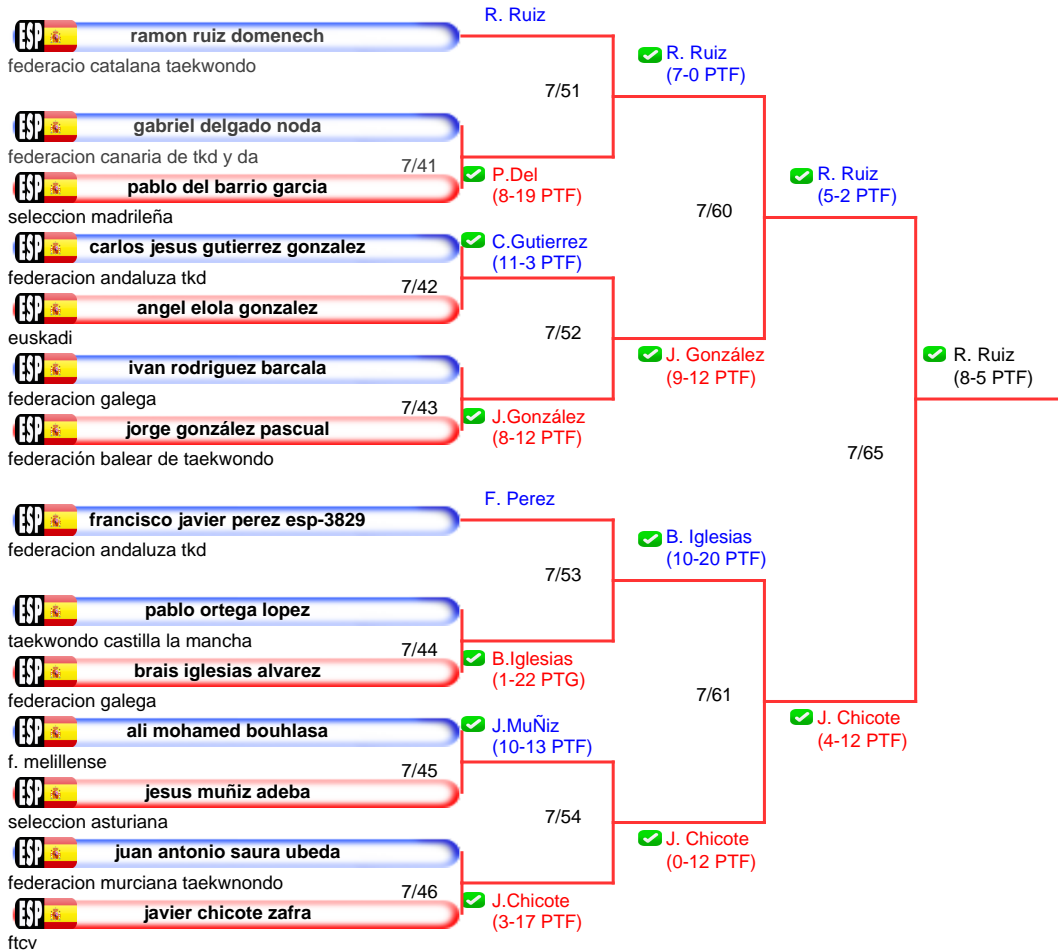 ESP ramon ruiz domenech
federacio catalana taekwondo
R. Ruiz
7/51
R. Ruiz
(7-0 PTF)
ESP gabriel delgado noda
federacion canaria de tkd y da
7/41
ESP pablo del barrio garcia
seleccion madrileña
P.Del
(8-19 PTF)
7/60
R. Ruiz
(5-2 PTF)
ESP carlos jesus gutierrez gonzalez
federacion andaluza tkd
C.Gutierrez
(11-3 PTF)
7/42
ESP angel elola gonzalez
euskadi
7/52
J. González
(9-12 PTF)
R. Ruiz
(8-5 PTF)
ESP ivan rodriguez barcala
federacion galega
7/43
ESP jorge gonzález pascual
federación balear de taekwondo
J.González
(8-12 PTF)
7/65
ESP francisco javier perez esp-3829
federacion andaluza tkd
F. Perez
7/53
B. Iglesias
(10-20 PTF)
ESP pablo ortega lopez
taekwondo castilla la mancha
7/44
ESP brais iglesias alvarez
federacion galega
B.Iglesias
(1-22 PTG)
7/61
J. Chicote
(4-12 PTF)
ESP ali mohamed bouhlasa
f. melillense
J.MuÑiz
(10-13 PTF)
7/45
ESP jesus muñiz adeba
seleccion asturiana
7/54
J. Chicote
(0-12 PTF)
ESP juan antonio saura ubeda
federacion murciana taekwnondo
7/46
ESP javier chicote zafra
ftcv
J.Chicote
(3-17 PTF)